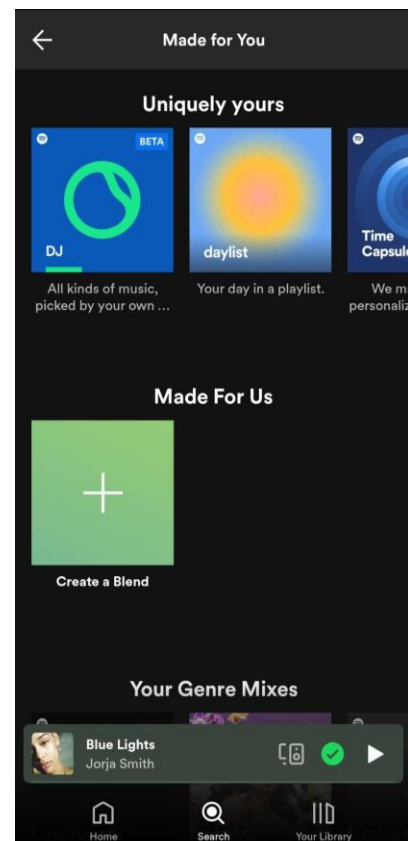 Made for You
Uniquely yours
BETA
DJ
daylist
Time
Capsule
All kinds of music,
picked by your own ...
Your day in a playlist.
We m
personaliz
Made For Us
Create a Blend
Your Genre Mixes
Blue Lights
Jorja Smith
Home
Search
Your Library